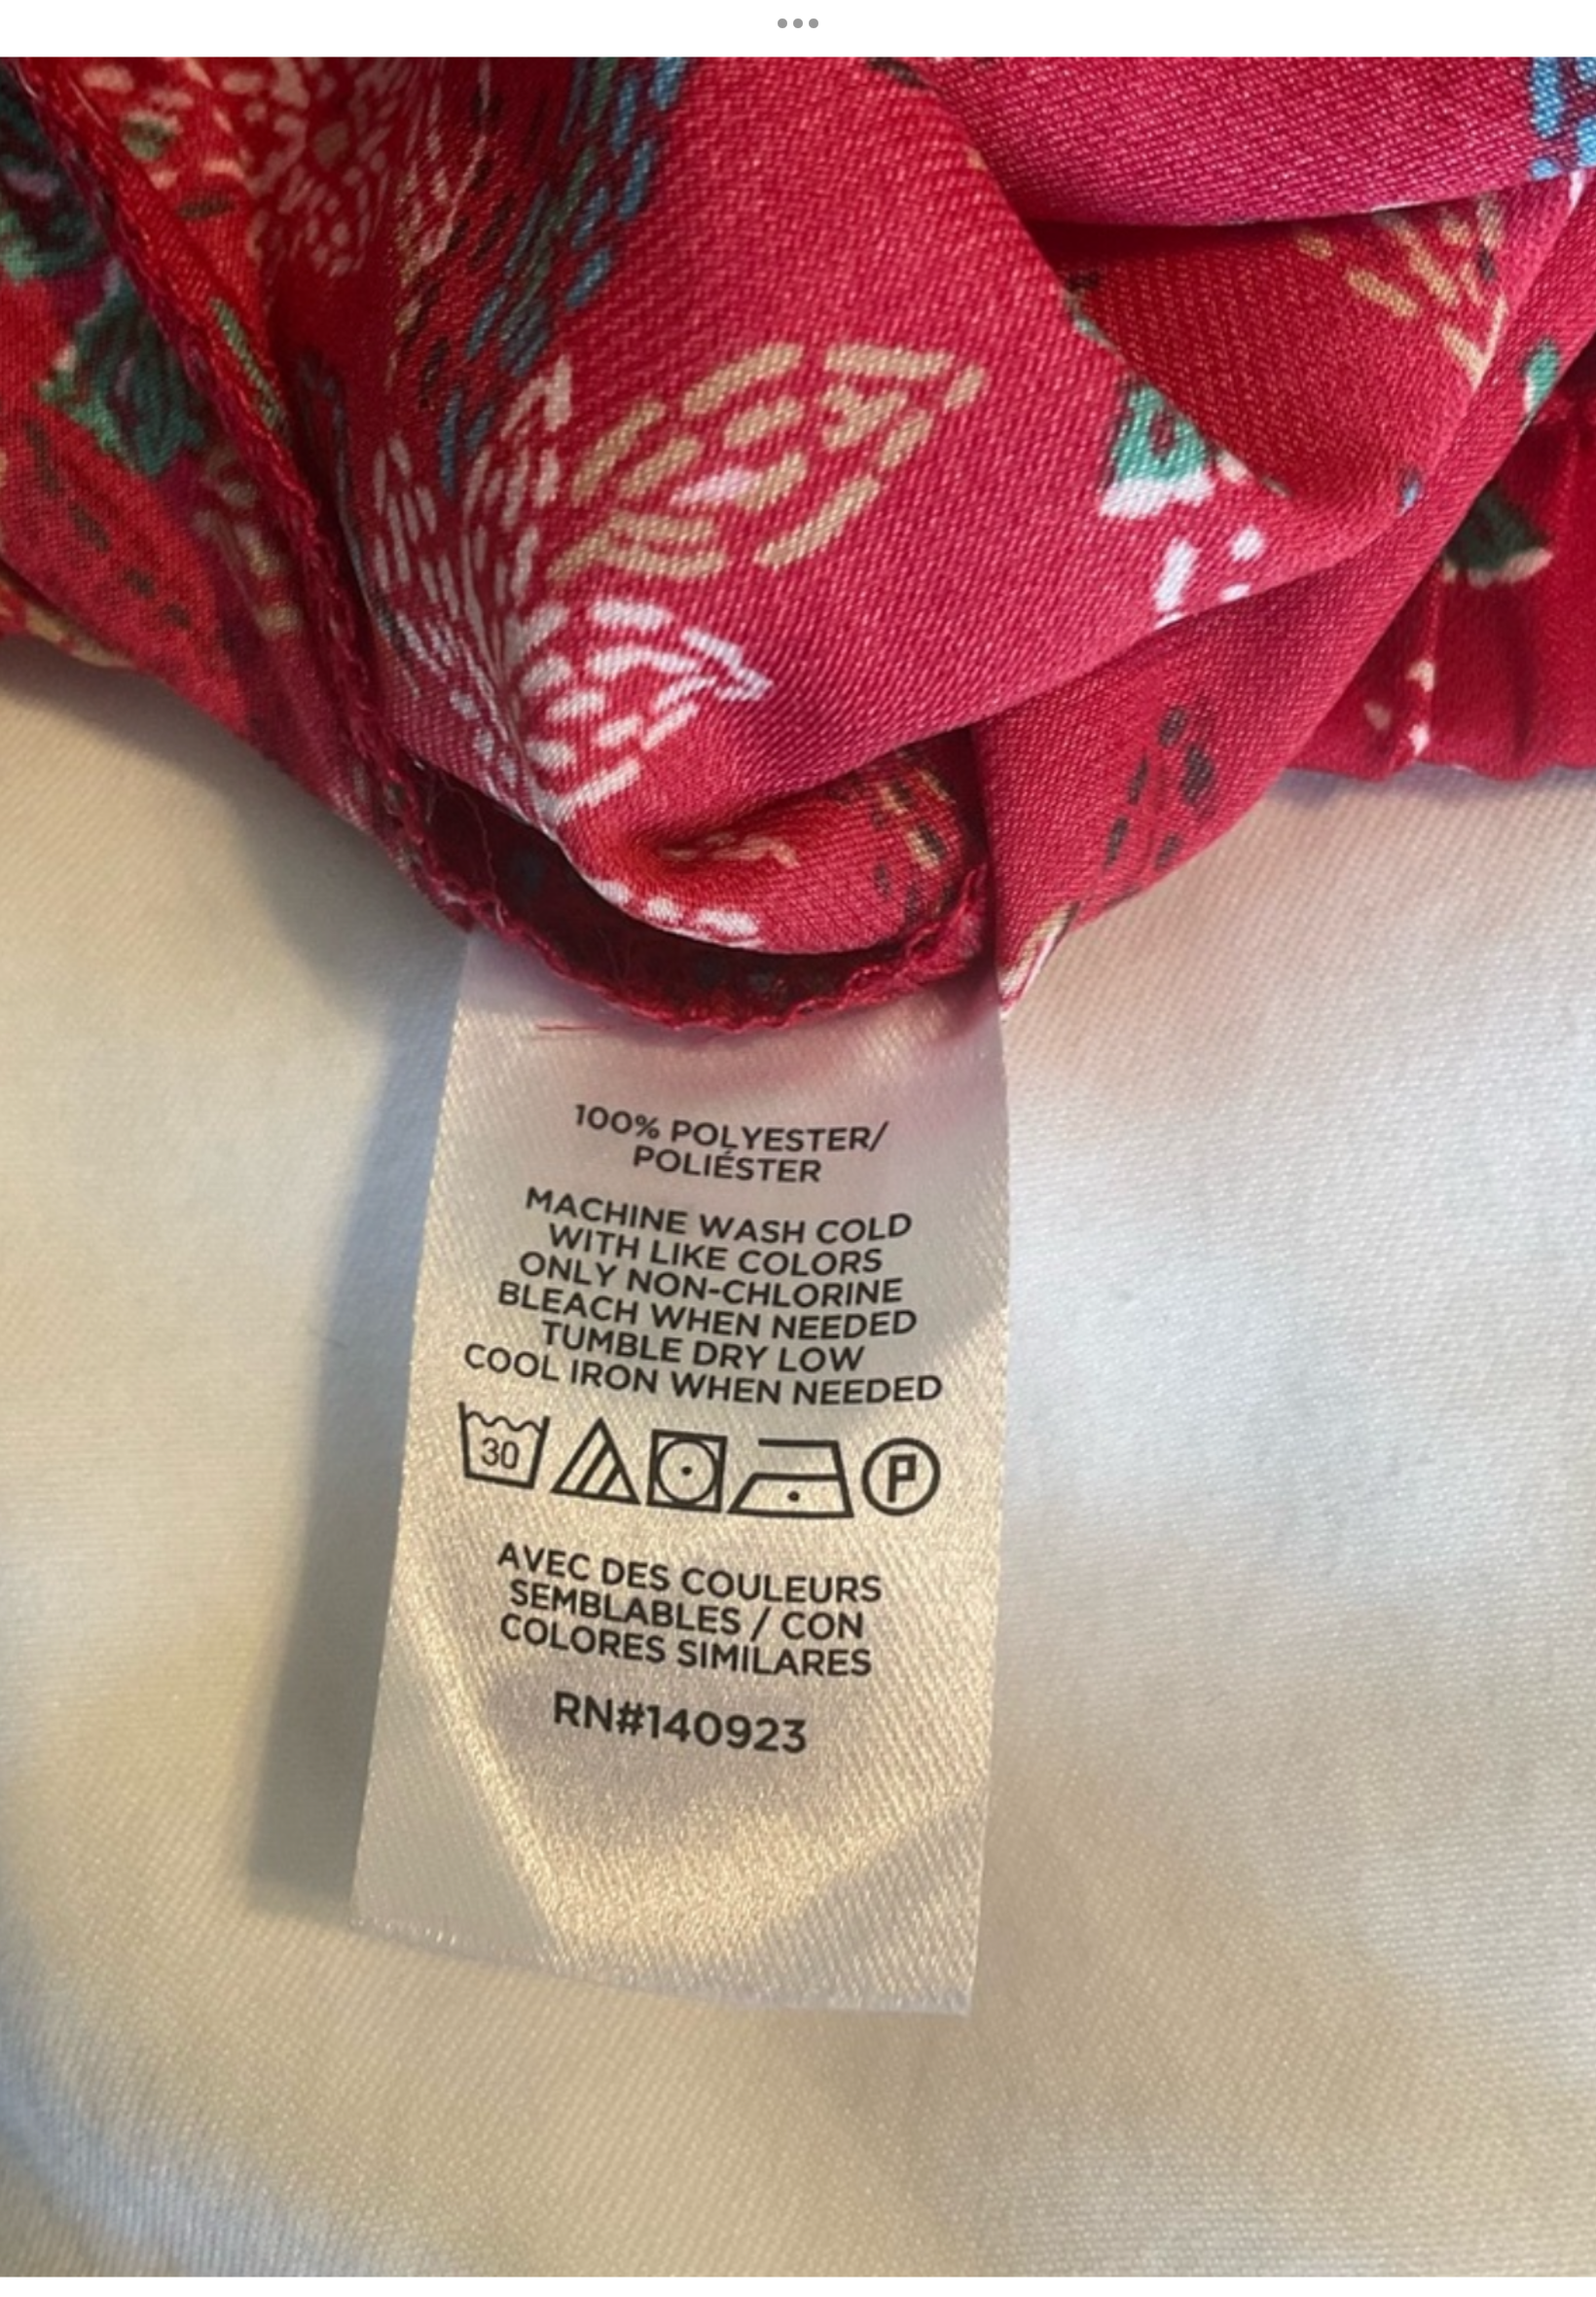 100% POLYESTER/
POLIÉSTER
MACHINE WASH COLD
WITH LIKE COLORS
ONLY NON-CHLORINE
BLEACH WHEN NEEDED
TUMBLE DRY LOW
COOL IRON WHEN NEEDED
30 P
AVEC DES COULEURS
SEMBLABLES / CON
COLORES SIMILARES
RN#140923